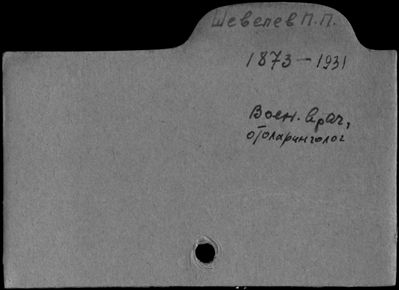 Шевелев П.П.
1873-1931
Воен. врач,
отоларинголог